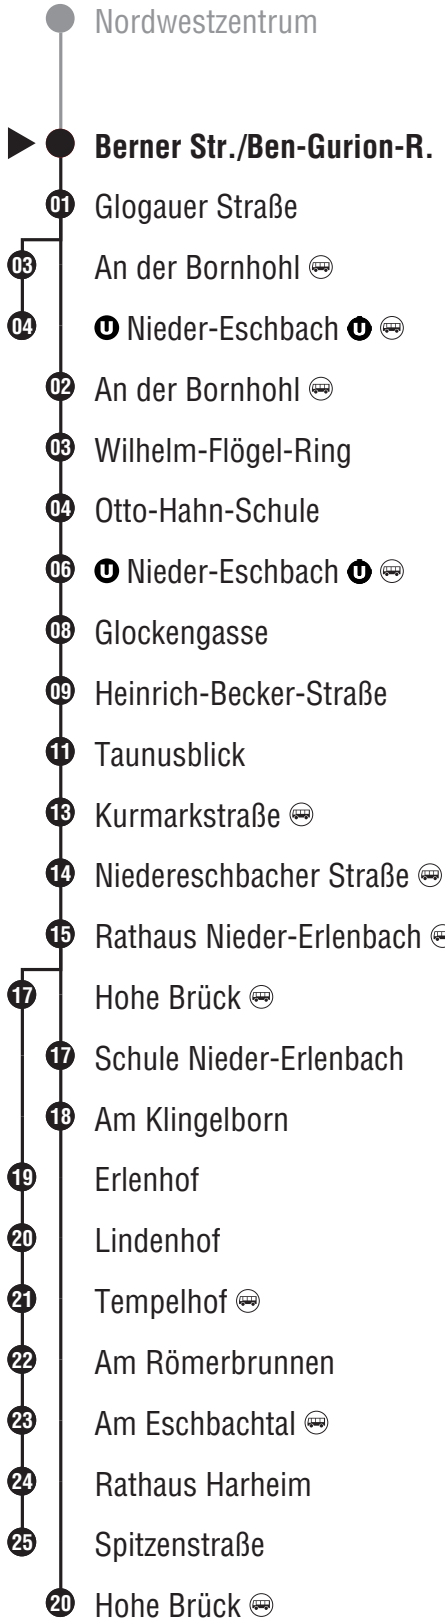 Nordwestzentrum
Berner Str./Ben-Gurion-R.
01 Glogauer Straße
03 An der Bornhohl
04 U Nieder-Eschbach U
02 An der Bornhohl
03 Wilhelm-Flögel-Ring
04 Otto-Hahn-Schule
06 U Nieder-Eschbach U
08 Glockengasse
09 Heinrich-Becker-Straße
11 Taunusblick
13 Kurmarkstraße
14 Niedereschbacher Straße
15 Rathaus Nieder-Erlenbach
17 Hohe Brück
17 Schule Nieder-Erlenbach
18 Am Klingelborn
19 Erlenhof
20 Lindenhof
21 Tempelhof
22 Am Römerbrunnen
23 Am Eschbachtal
24 Rathaus Harheim
25 Spitzenstraße
20 Hohe Brück